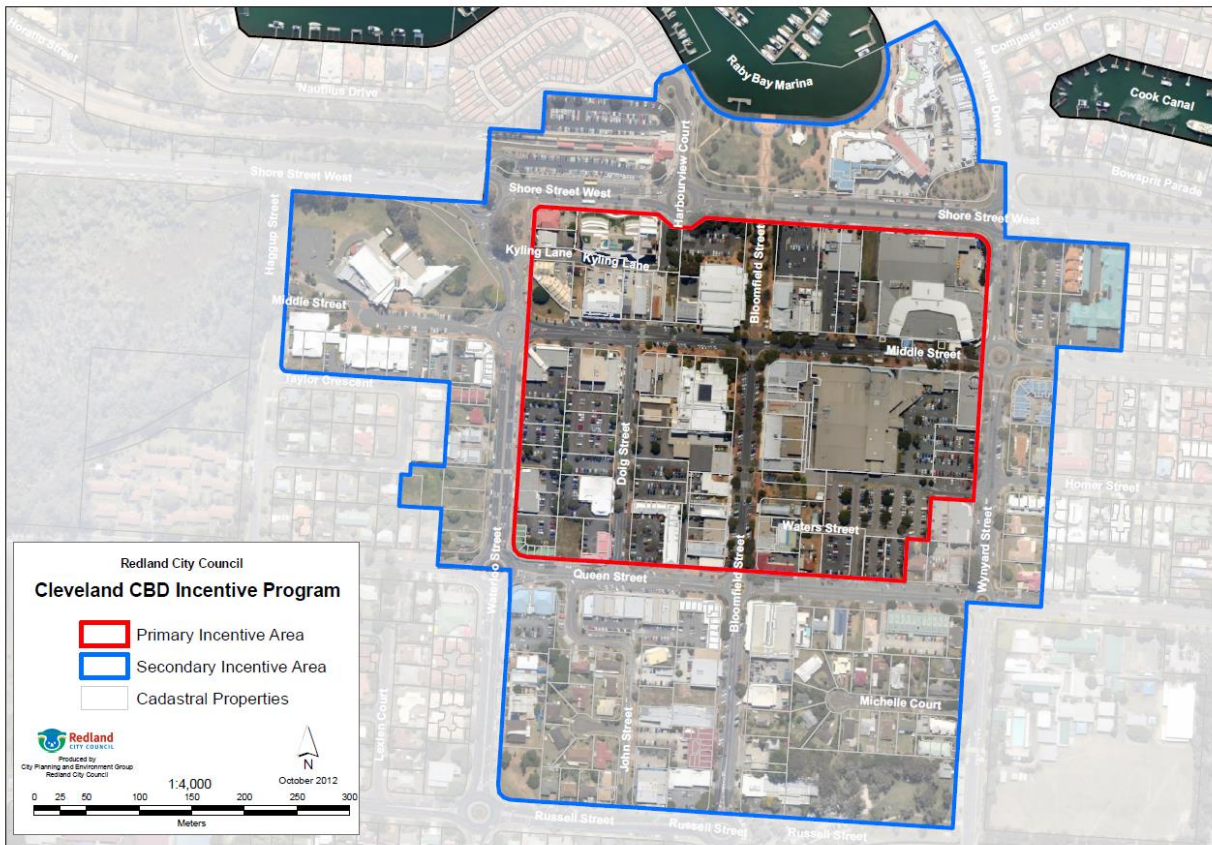 Horatio Street
Nautilus Drive
Raby Bay Marina
Compass Court
Masthead Drive
Cook Canal
Bowsprit Parade
Harbourview Court
Shore Street West
Shore Street West
Shore Street West
Haggup Street
Kyling Lane
Kyling Lane
Bloomfield Street
Middle Street
Middle Street
Taylor Crescent
Doig Street
Homer Street
Waters Street
Waterloo Street
Queen Street
Bloomfield Street
Wynyard Street
Lexlen Court
John Street
Michelle Court
Russell Street
Russell Street
Russell Street
Redland City Council
Cleveland CBD Incentive Program
Primary Incentive Area
Secondary Incentive Area
Cadastral Properties
Redland
CITY COUNCIL
Produced by
City Planning and Environment Group
Redland City Council
N
October 2012
1:4,000
0 25 50 100 150 200 250 300
Meters